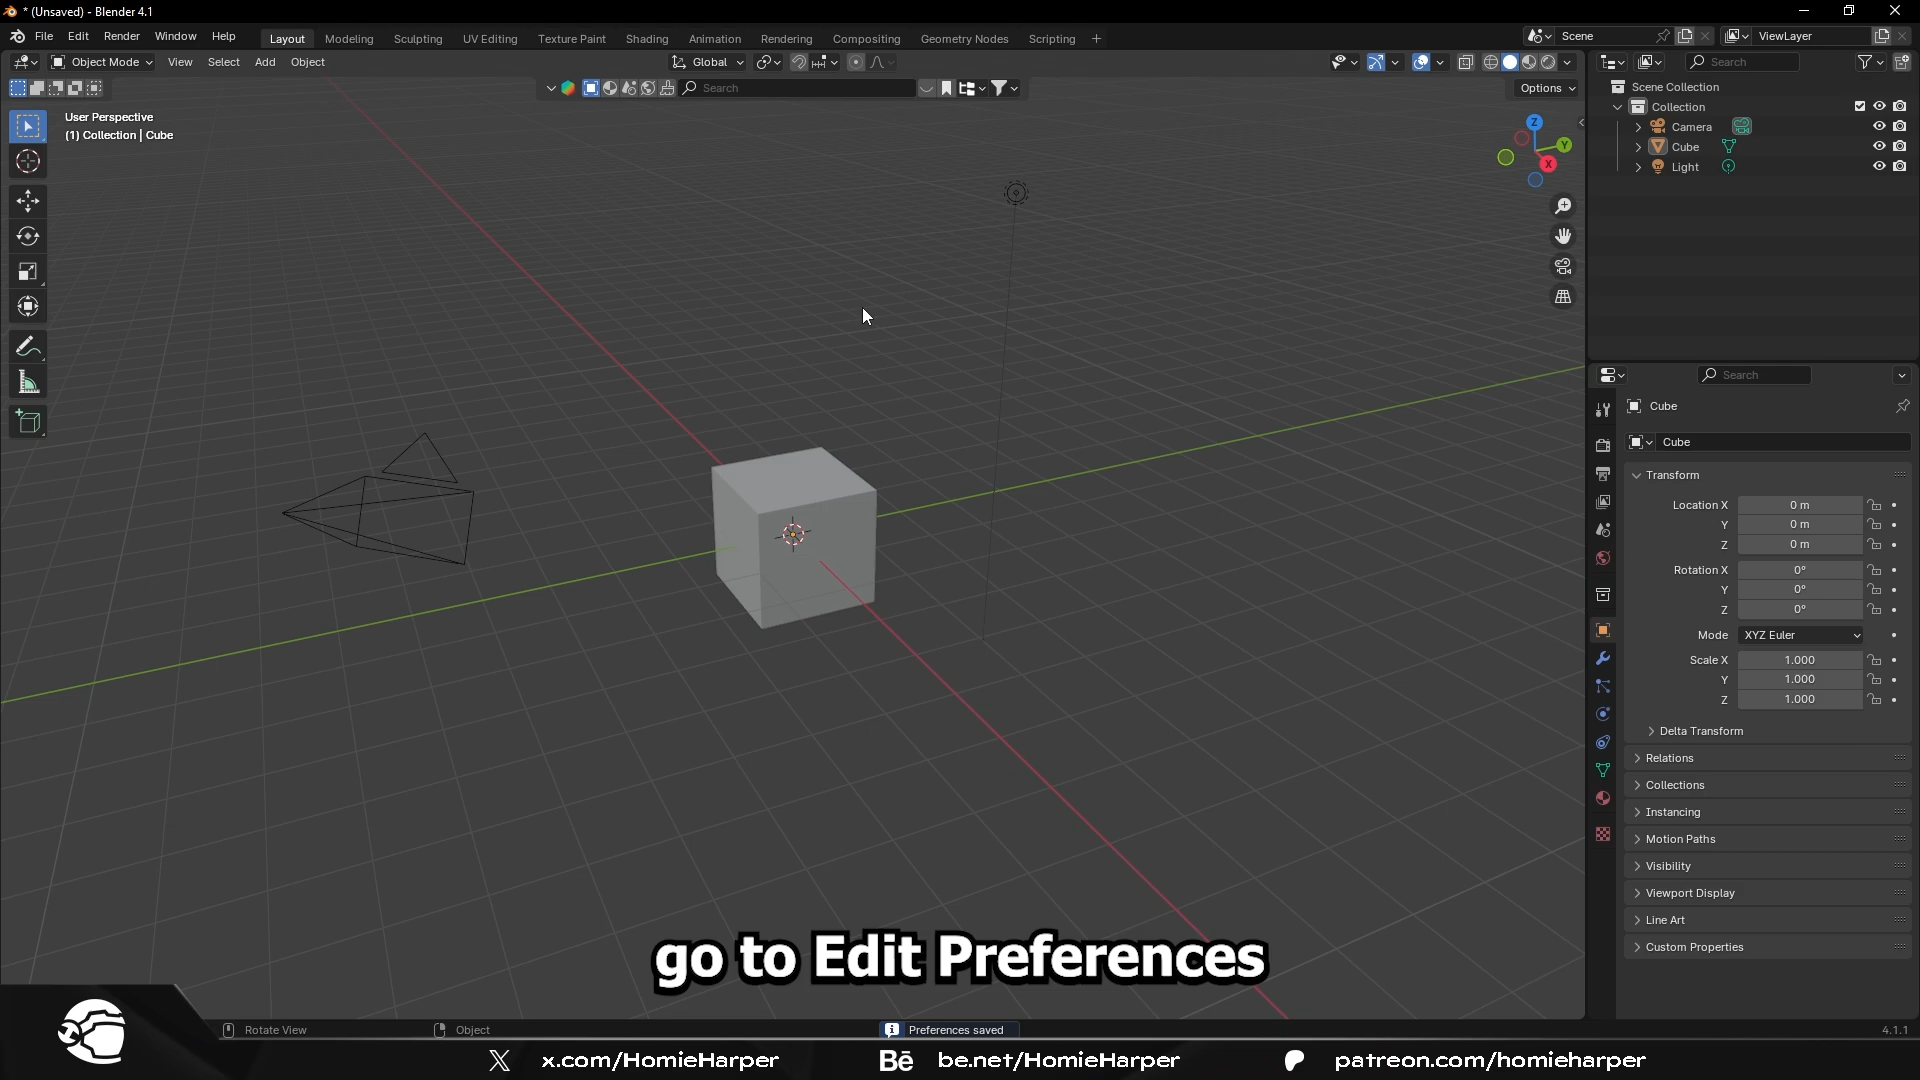 * (Unsaved) - Blender 4.1
File Edit Render Window Help
Layout Modeling Sculpting UV Editing Texture Paint Shading Animation Rendering Compositing Geometry Nodes Scripting +
Scene
ViewLayer
Object Mode View Select Add Object
Global
Search
Search
Options
User Perspective
(1) Collection | Cube
Z
Y
X
Scene Collection
Collection
Camera
Cube
Light
Search
Cube
Cube
Transform
Location X 0 m
Y 0 m
Z 0 m
Rotation X 0°
Y 0°
Z 0°
Mode XYZ Euler
Scale X 1.000
Y 1.000
Z 1.000
Delta Transform
Relations
Collections
Instancing
Motion Paths
Visibility
Viewport Display
Line Art
Custom Properties
go to Edit Preferences
Rotate View
Object
Preferences saved
4.1.1
x.com/HomieHarper
Bē be.net/HomieHarper
patreon.com/homieharper